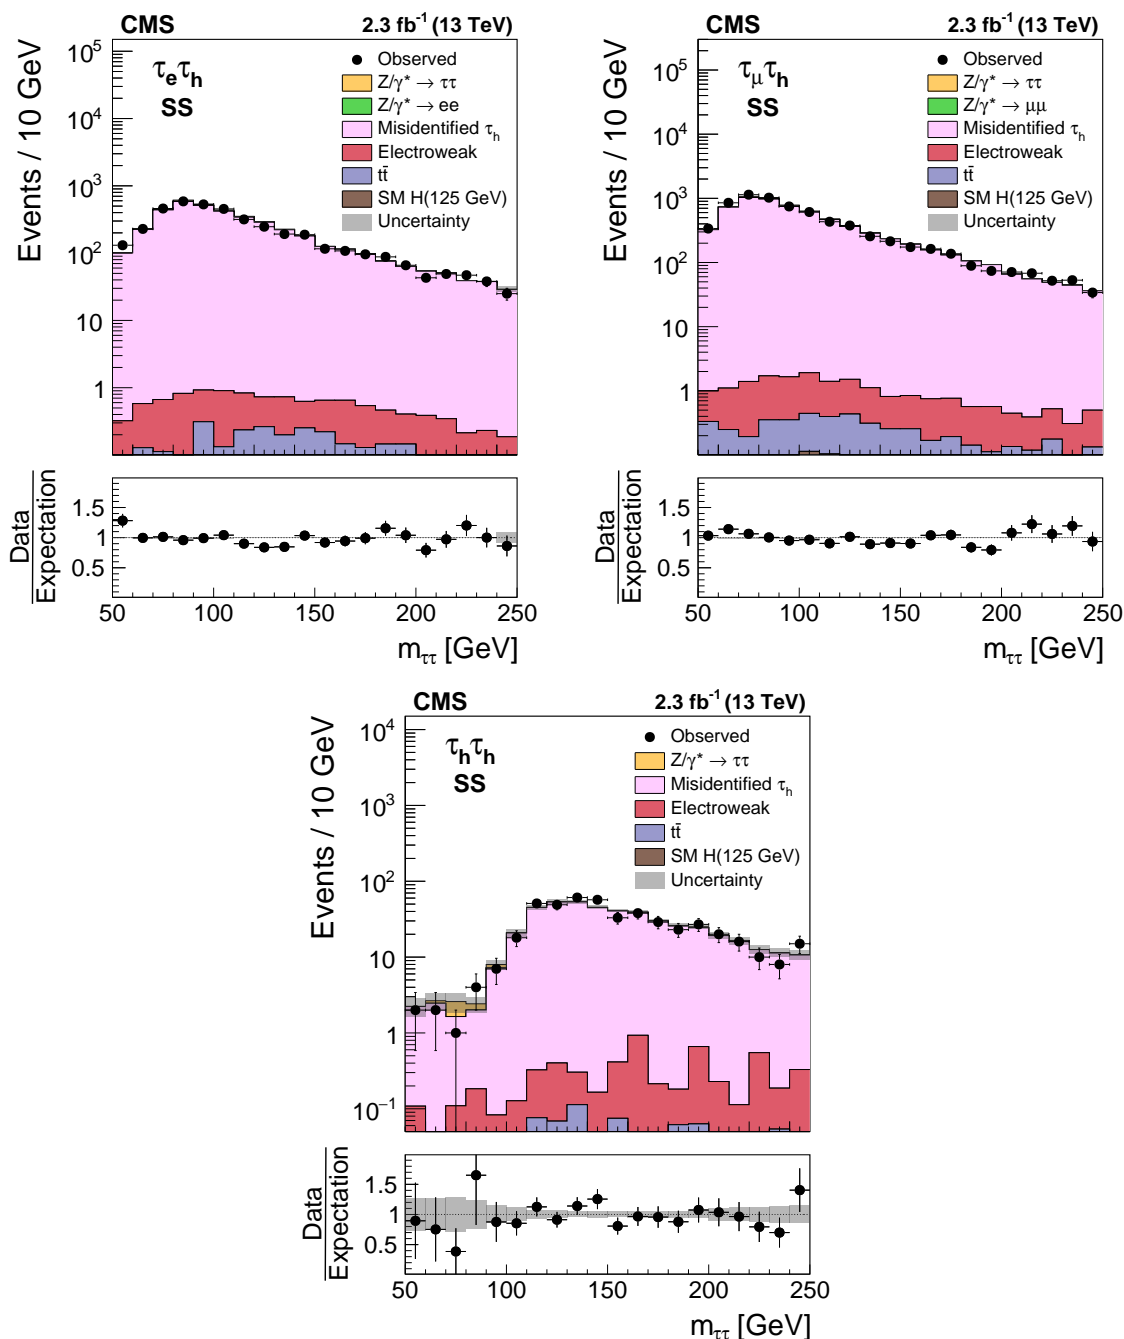 CMS 2.3 fb⁻¹ (13 TeV)
τₑτₕ
SS
Observed
Z/γ* → ττ
Z/γ* → ee
Misidentified τₕ
Electroweak
tt̄
SM H(125 GeV)
Uncertainty
Events / 10 GeV
10⁵
10⁴
10³
10²
10
1
Data
Expectation
1.5
1
0.5
50 100 150 200 250
m_ττ [GeV]
CMS 2.3 fb⁻¹ (13 TeV)
τ_μτₕ
SS
Observed
Z/γ* → ττ
Z/γ* → μμ
Misidentified τₕ
Electroweak
tt̄
SM H(125 GeV)
Uncertainty
Events / 10 GeV
10⁵
10⁴
10³
10²
10
1
Data
Expectation
1.5
1
0.5
50 100 150 200 250
m_ττ [GeV]
CMS 2.3 fb⁻¹ (13 TeV)
τₕτₕ
SS
Observed
Z/γ* → ττ
Misidentified τₕ
Electroweak
tt̄
SM H(125 GeV)
Uncertainty
Events / 10 GeV
10⁴
10³
10²
10
1
10⁻¹
Data
Expectation
1.5
1
0.5
50 100 150 200 250
m_ττ [GeV]